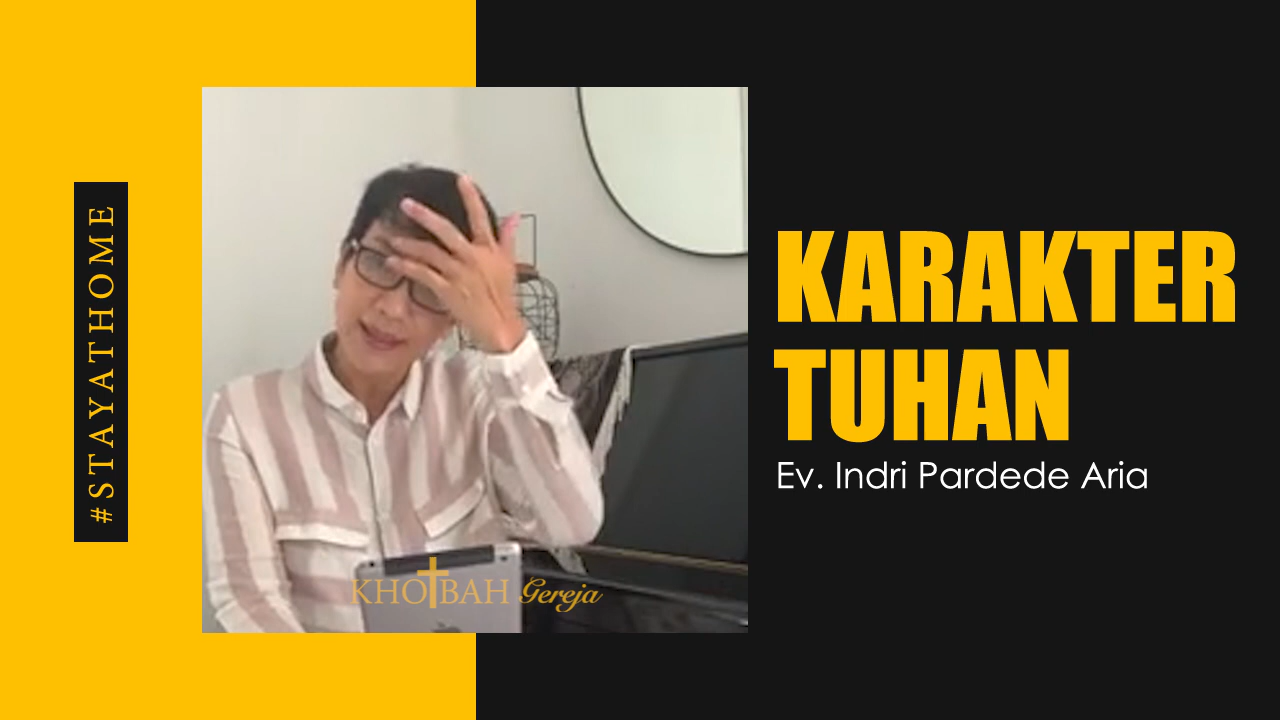 #STAYATHOME
KHOTBAH Gereja
KARAKTER
TUHAN
Ev. Indri Pardede Aria